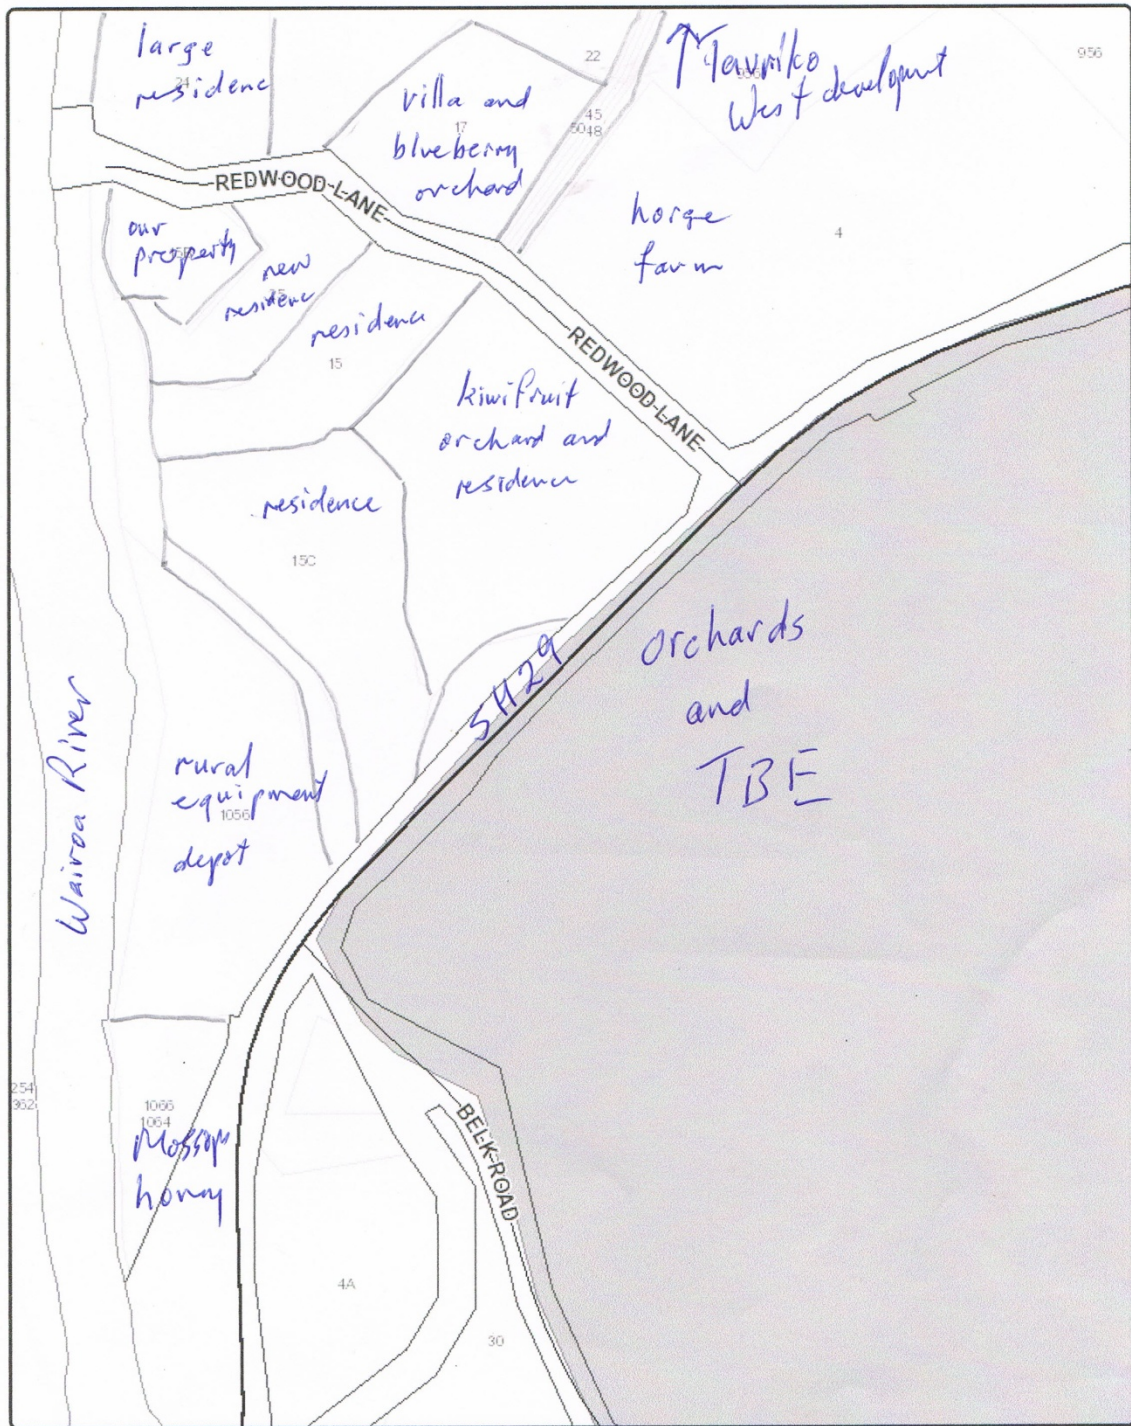 large
24
residence
22
↑ Tauriko
956
West development
956
villa and
17
blueberry
orchard
45
50 48
REDWOOD LANE
our
property
new
residence
horse
farm
4
residence
15
REDWOOD LANE
kiwifruit
orchard and
residence
residence
15C
SH29
orchards
and
TBE
Wairoa River
rural
equipment
1056
depot
254
362
1066
1064
Mossops
honey
BELK ROAD
4A
30